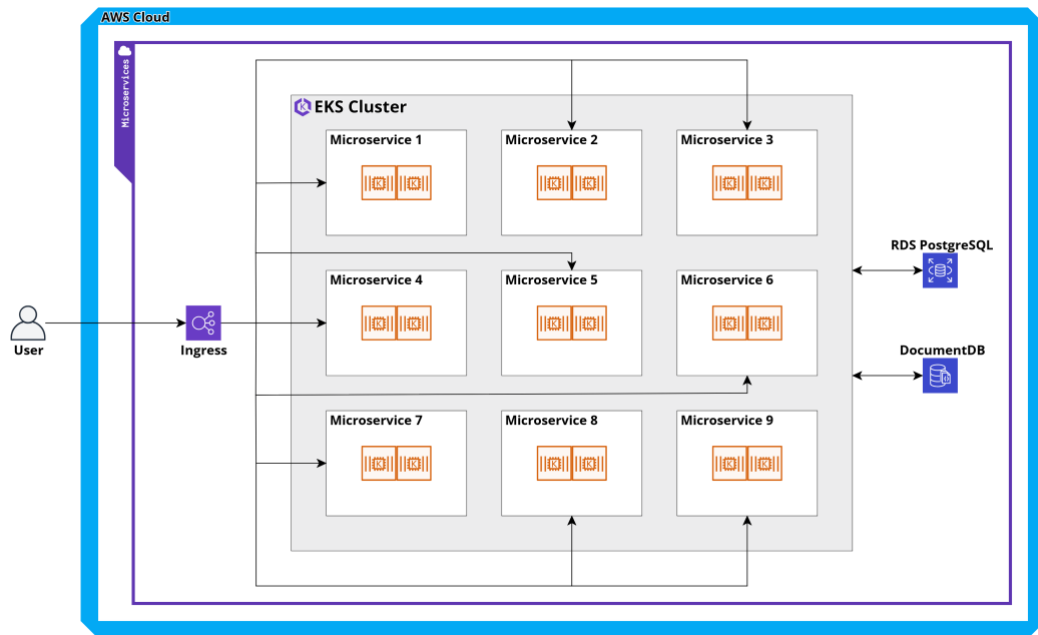 AWS Cloud
Microservices
EKS Cluster
Microservice 1
Microservice 2
Microservice 3
RDS PostgreSQL
Microservice 4
Microservice 5
Microservice 6
User
Ingress
DocumentDB
Microservice 7
Microservice 8
Microservice 9